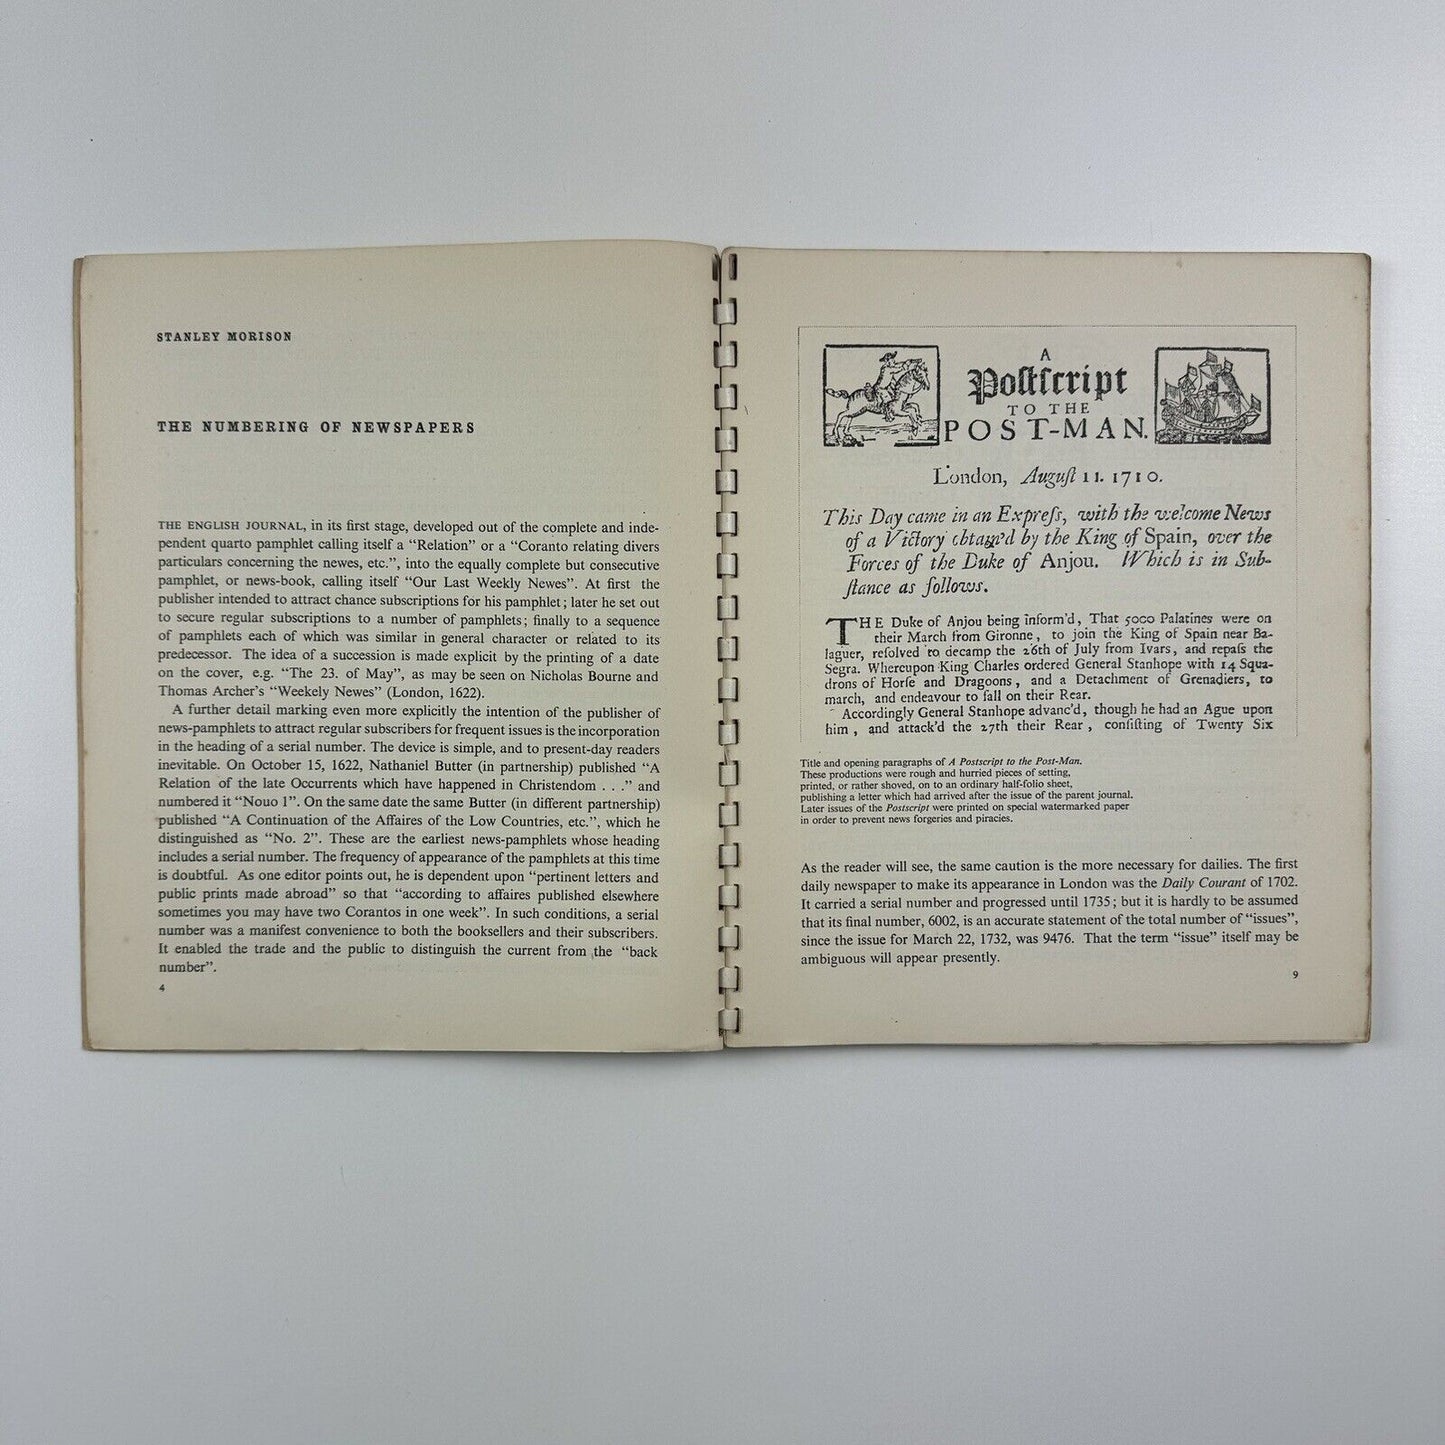 STANLEY MORISON
THE NUMBERING OF NEWSPAPERS
THE ENGLISH JOURNAL, in its first stage, developed out of the complete and inde-
pendent quarto pamphlet calling itself a “Relation” or a “Coranto relating divers
particulars concerning the newes, etc.”, into the equally complete but consecutive
pamphlet, or news-book, calling itself “Our Last Weekly Newes”. At first the
publisher intended to attract chance subscriptions for his pamphlet; later he set out
to secure regular subscriptions to a number of pamphlets; finally to a sequence
of pamphlets each of which was similar in general character or related to its
predecessor. The idea of a succession is made explicit by the printing of a date
on the cover, e.g. “The 23. of May”, as may be seen on Nicholas Bourne and
Thomas Archer’s “Weekely Newes” (London, 1622).
A further detail marking even more explicitly the intention of the publisher of
news-pamphlets to attract regular subscribers for frequent issues is the incorporation
in the heading of a serial number. The device is simple, and to present-day readers
inevitable. On October 15, 1622, Nathaniel Butter (in partnership) published “A
Relation of the late Occurrents which have happened in Christendom . . .” and
numbered it “Nouo 1”. On the same date the same Butter (in different partnership)
published “A Continuation of the Affaires of the Low Countries, etc.”, which he
distinguished as “No. 2”. These are the earliest news-pamphlets whose heading
includes a serial number. The frequency of appearance of the pamphlets at this time
is doubtful. As one editor points out, he is dependent upon “pertinent letters and
public prints made abroad” so that “according to affaires published elsewhere
sometimes you may have two Corantos in one week”. In such conditions, a serial
number was a manifest convenience to both the booksellers and their subscribers.
It enabled the trade and the public to distinguish the current from the “back
number”.
4
A
Poſtſcript
TO THE
POST-MAN.
London, Auguſt 11. 1710.
This Day came in an Expreſs, with the welcome News
of a Victory obtain'd by the King of Spain, over the
Forces of the Duke of Anjou. Which is in Sub-
ſtance as follows.
THE Duke of Anjou being inform'd, That 5000 Palatines were on
their March from Gironne, to join the King of Spain near Ba-
laguer, reſolved to decamp the 26th of July from Ivars, and repaſs the
Segra. Whereupon King Charles ordered General Stanhope with 14 Squa-
drons of Horſe and Dragoons, and a Detachment of Grenadiers, to
march, and endeavour to fall on their Rear.
Accordingly General Stanhope advanc'd, though he had an Ague upon
him, and attack'd the 27th their Rear, conſiſting of Twenty Six
Title and opening paragraphs of A Postscript to the Post-Man.
These productions were rough and hurried pieces of setting,
printed, or rather shoved, on to an ordinary half-folio sheet,
publishing a letter which had arrived after the issue of the parent journal.
Later issues of the Postscript were printed on special watermarked paper
in order to prevent news forgeries and piracies.
As the reader will see, the same caution is the more necessary for dailies. The first
daily newspaper to make its appearance in London was the Daily Courant of 1702.
It carried a serial number and progressed until 1735; but it is hardly to be assumed
that its final number, 6002, is an accurate statement of the total number of “issues”,
since the issue for March 22, 1732, was 9476. That the term “issue” itself may be
ambiguous will appear presently.
9